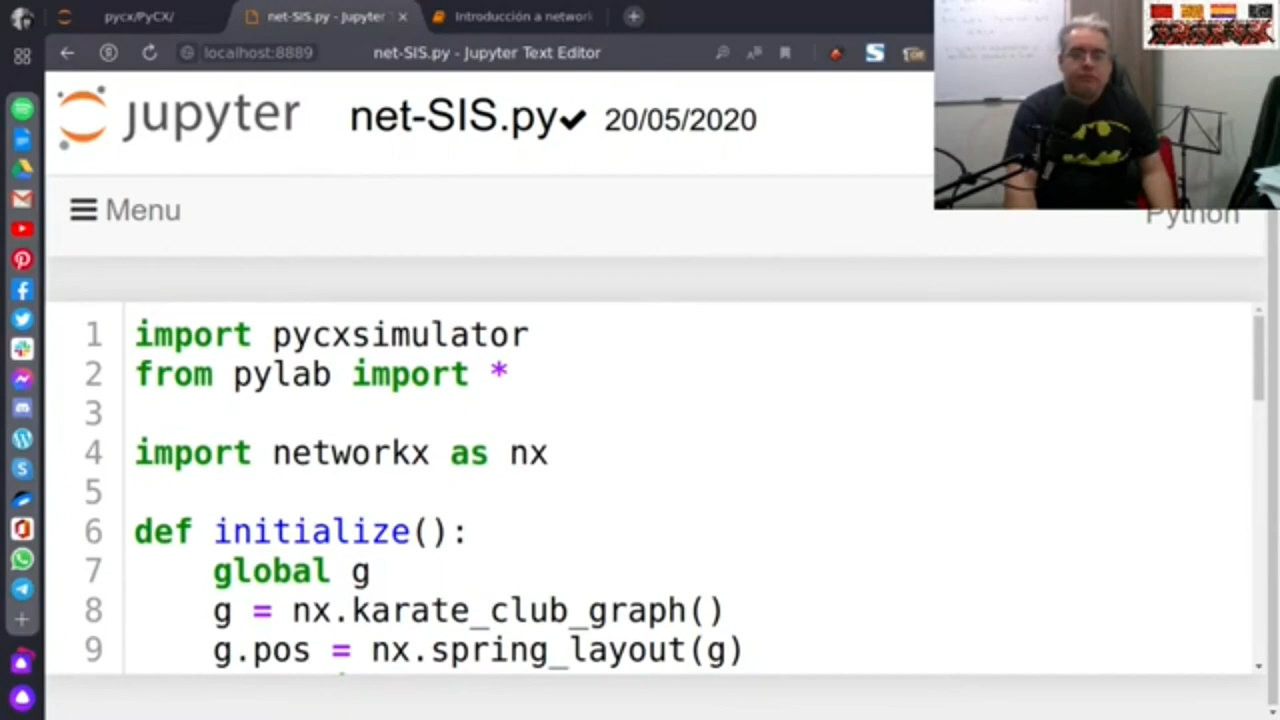 pycx/PyCX/
net-SIS.py - Jupyter T
Introducción a network
localhost:8889
net-SIS.py - Jupyter Text Editor
jupyter
net-SIS.py✔ 20/05/2020
Menu
Python
1 import pycxsimulator
2 from pylab import *
3
4 import networkx as nx
5
6 def initialize():
7 global g
8 g = nx.karate_club_graph()
9 g.pos = nx.spring_layout(g)